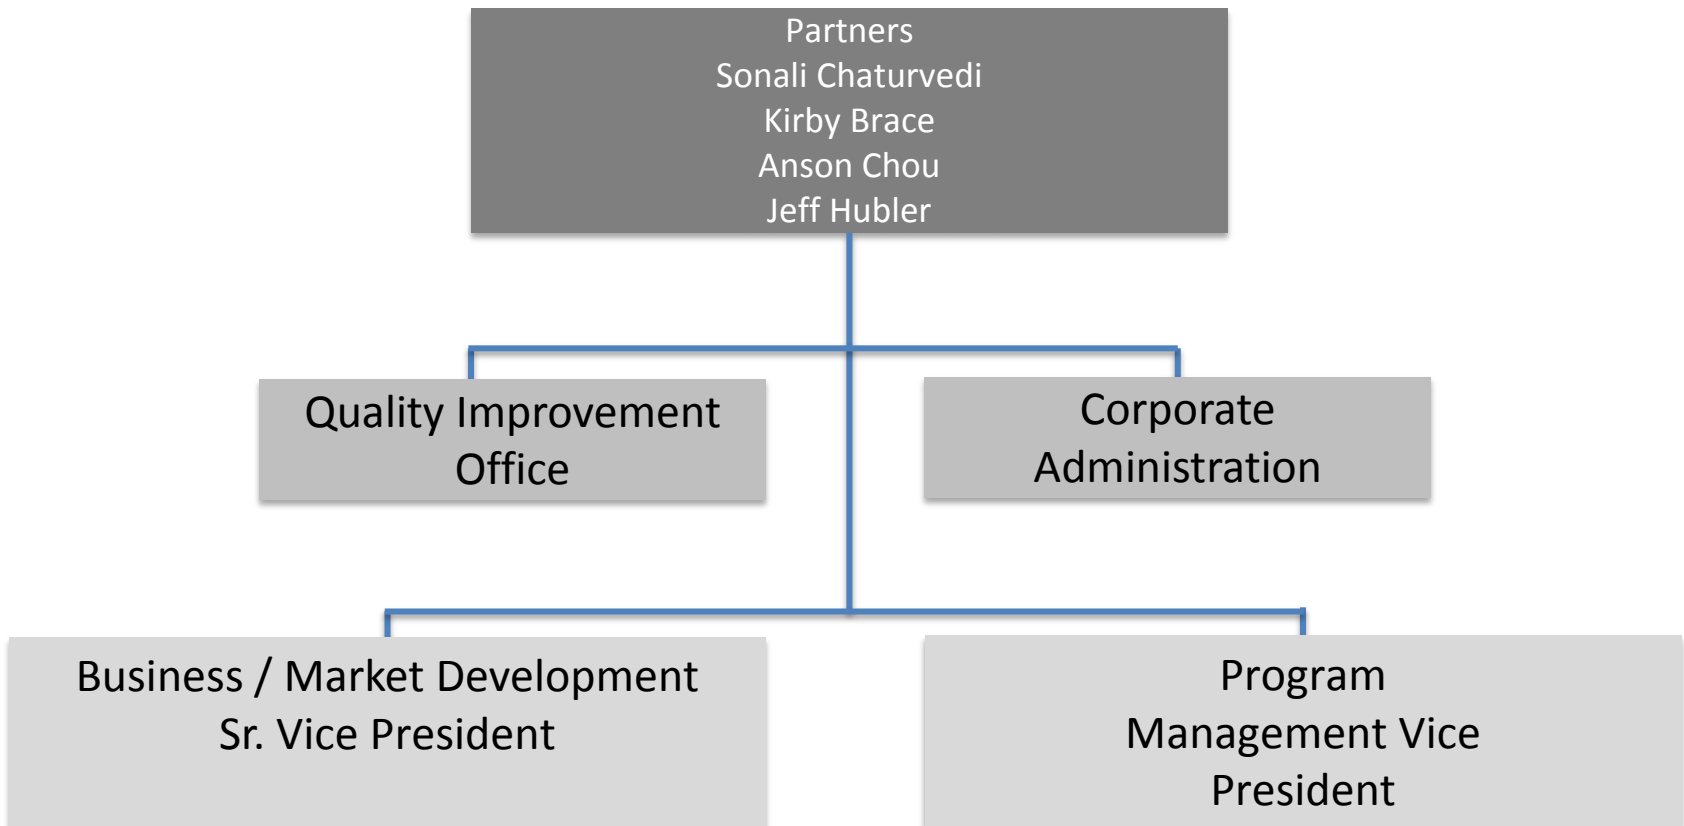 Partners
Sonali Chaturvedi
Kirby Brace
Anson Chou
Jeff Hubler
Quality Improvement
Office
Corporate
Administration
Business / Market Development
Sr. Vice President
Program
Management Vice
President